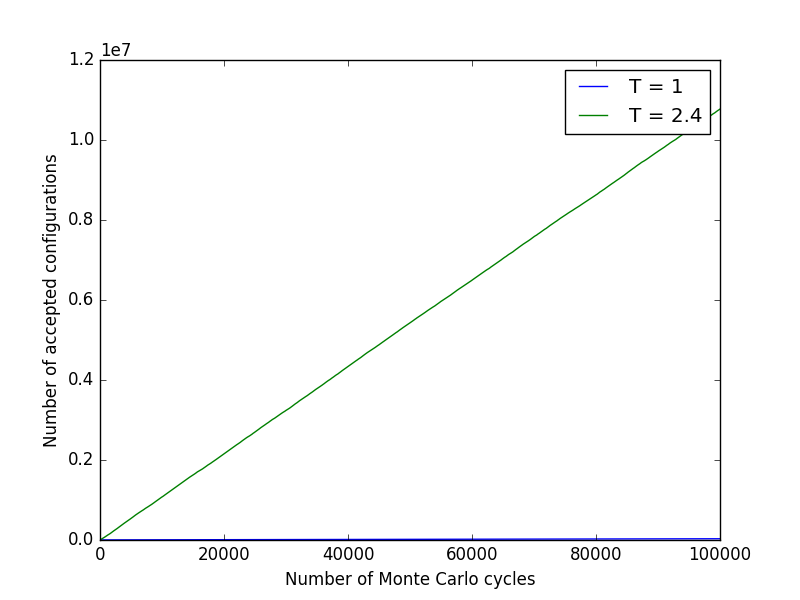 1e7
1.2
1.0
0.8
0.6
0.4
0.2
0.0
Number of accepted configurations
T = 1
T = 2.4
0 20000 40000 60000 80000 100000
Number of Monte Carlo cycles